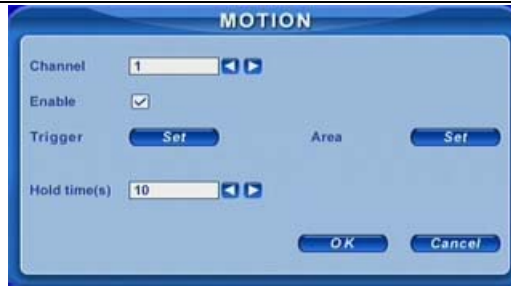 MOTION
Channel 1
Enable
Trigger Set Area Set
Hold time(s) 10
OK Cancel